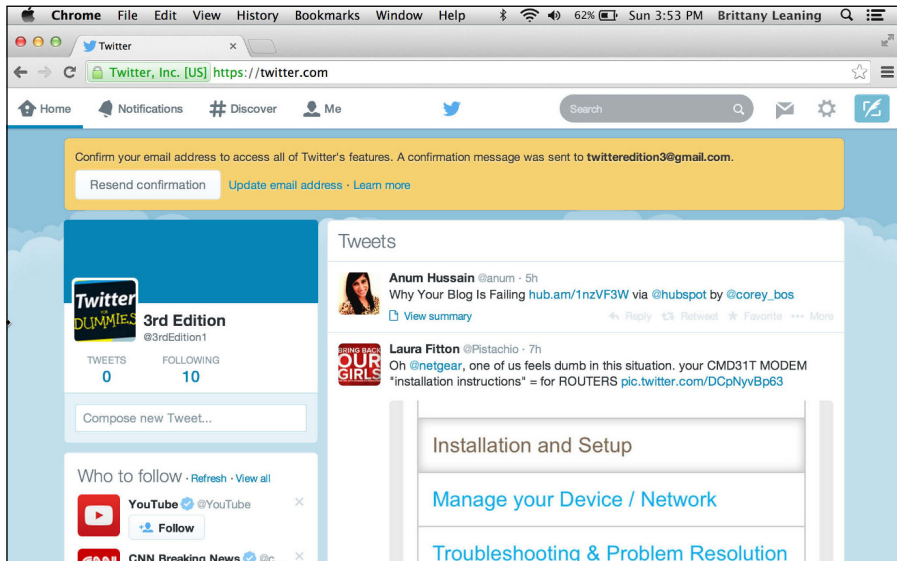 Chrome File Edit View History Bookmarks Window Help 62% Sun 3:53 PM Brittany Leaning
Twitter
Twitter, Inc. [US] https://twitter.com
Home Notifications Discover Me Search
Confirm your email address to access all of Twitter's features. A confirmation message was sent to twitteredition3@gmail.com.
Resend confirmation Update email address · Learn more
Twitter
FOR
DUMMIES
3rd Edition
@3rdEdition1
TWEETS FOLLOWING
0 10
Compose new Tweet...
Who to follow · Refresh · View all
YouTube @YouTube
Follow
CNN Breaking News @c
Tweets
Anum Hussain @anum · 5h
Why Your Blog Is Failing hub.am/1nzVF3W via @hubspot by @corey_bos
View summary Reply Retweet Favorite More
BRING BACK
OUR
GIRLS
Laura Fitton @Pistachio · 7h
Oh @netgear, one of us feels dumb in this situation. your CMD31T MODEM
"installation instructions" = for ROUTERS pic.twitter.com/DCpNyvBp63
Installation and Setup
Manage your Device / Network
Troubleshooting & Problem Resolution